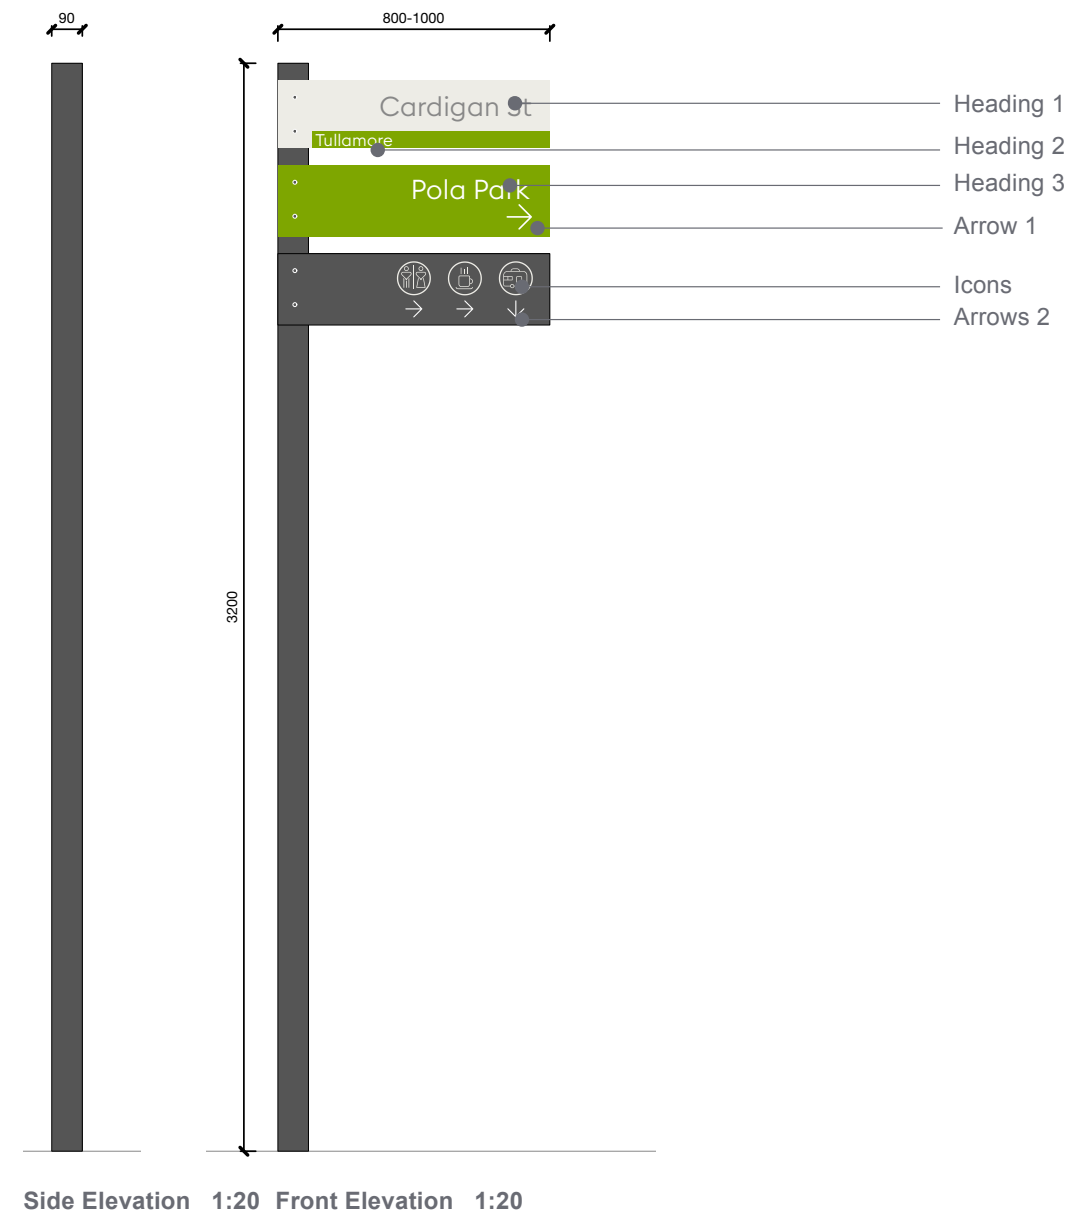 90
800-1000
Cardigan St
Heading 1
Tullamore
Heading 2
Pola Park
Heading 3
Arrow 1
Icons
Arrows 2
3200
Side Elevation 1:20 Front Elevation 1:20